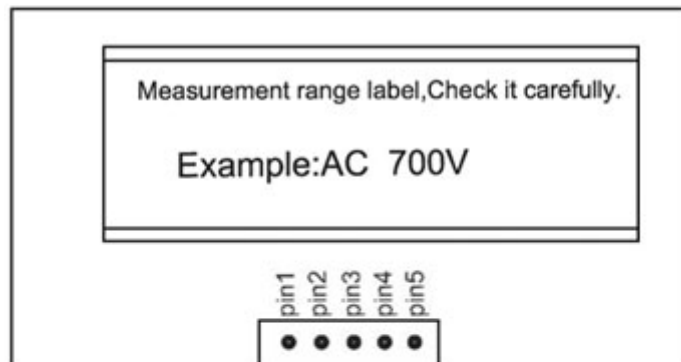 Measurement range label,Check it carefully.
Example:AC 700V
pin1 pin2 pin3 pin4 pin5